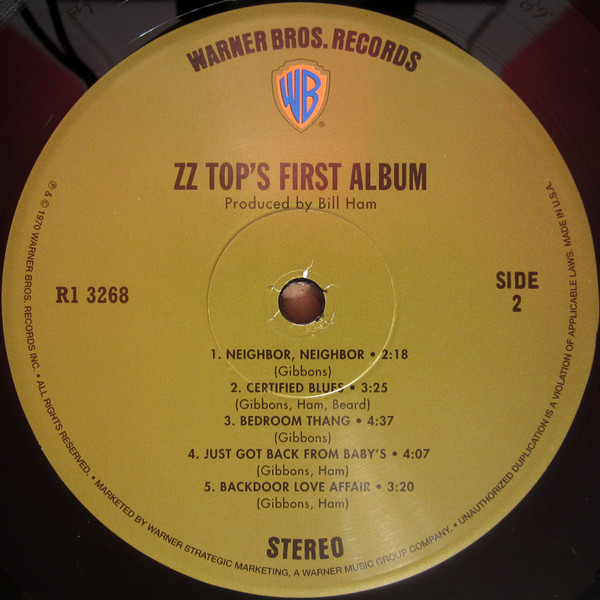 WARNER BROS. RECORDS
WB
®
ZZ TOP'S FIRST ALBUM
Produced by Bill Ham
R1 3268
SIDE
2
1. NEIGHBOR, NEIGHBOR • 2:18
(Gibbons)
2. CERTIFIED BLUES • 3:25
(Gibbons, Ham, Beard)
3. BEDROOM THANG • 4:37
(Gibbons)
4. JUST GOT BACK FROM BABY'S • 4:07
(Gibbons, Ham)
5. BACKDOOR LOVE AFFAIR • 3:20
(Gibbons, Ham)
STEREO
℗ & © 1970 WARNER BROS. RECORDS INC. • ALL RIGHTS RESERVED. • MARKETED BY WARNER STRATEGIC MARKETING, A WARNER MUSIC GROUP COMPANY. • UNAUTHORIZED DUPLICATION IS A VIOLATION OF APPLICABLE LAWS. MADE IN U.S.A.